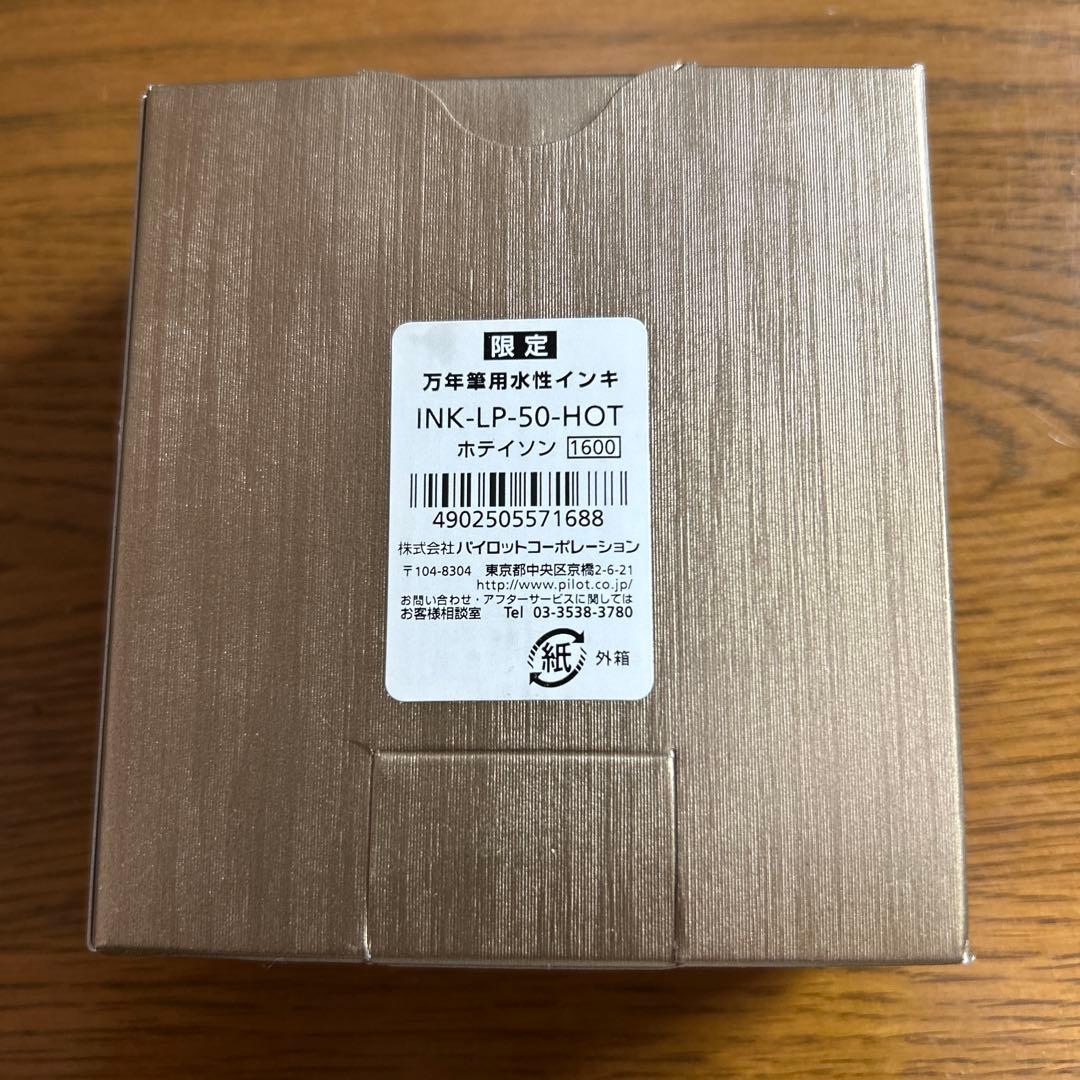 限定
万年筆用水性インキ
INK-LP-50-HOT
ホテイソン 1600
4902505571688
株式会社パイロットコーポレーション
〒104-8304 東京都中央区京橋2-6-21
http://www.pilot.co.jp/
お問い合わせ・アフターサービスに関しては
お客様相談室 Tel 03-3538-3780
紙 外箱